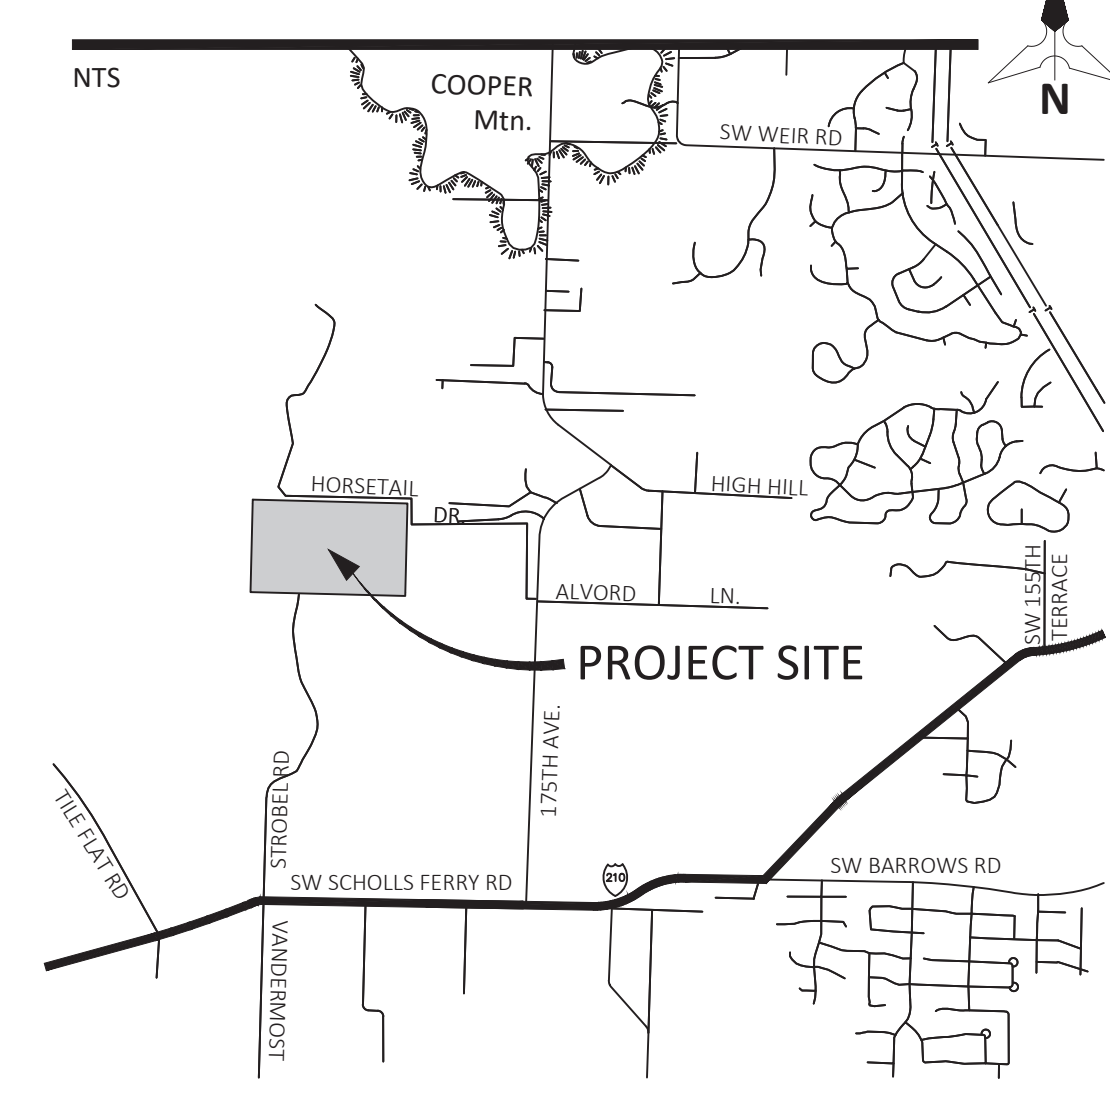 NTS
COOPER
Mtn.
N
SW WEIR RD
HORSETAIL
DR.
HIGH HILL
ALVORD LN.
SW 155TH
TERRACE
PROJECT SITE
175TH AVE.
STROBEL RD
TILE FLAT RD
SW SCHOLLS FERRY RD
210
SW BARROWS RD
VANDERMOST